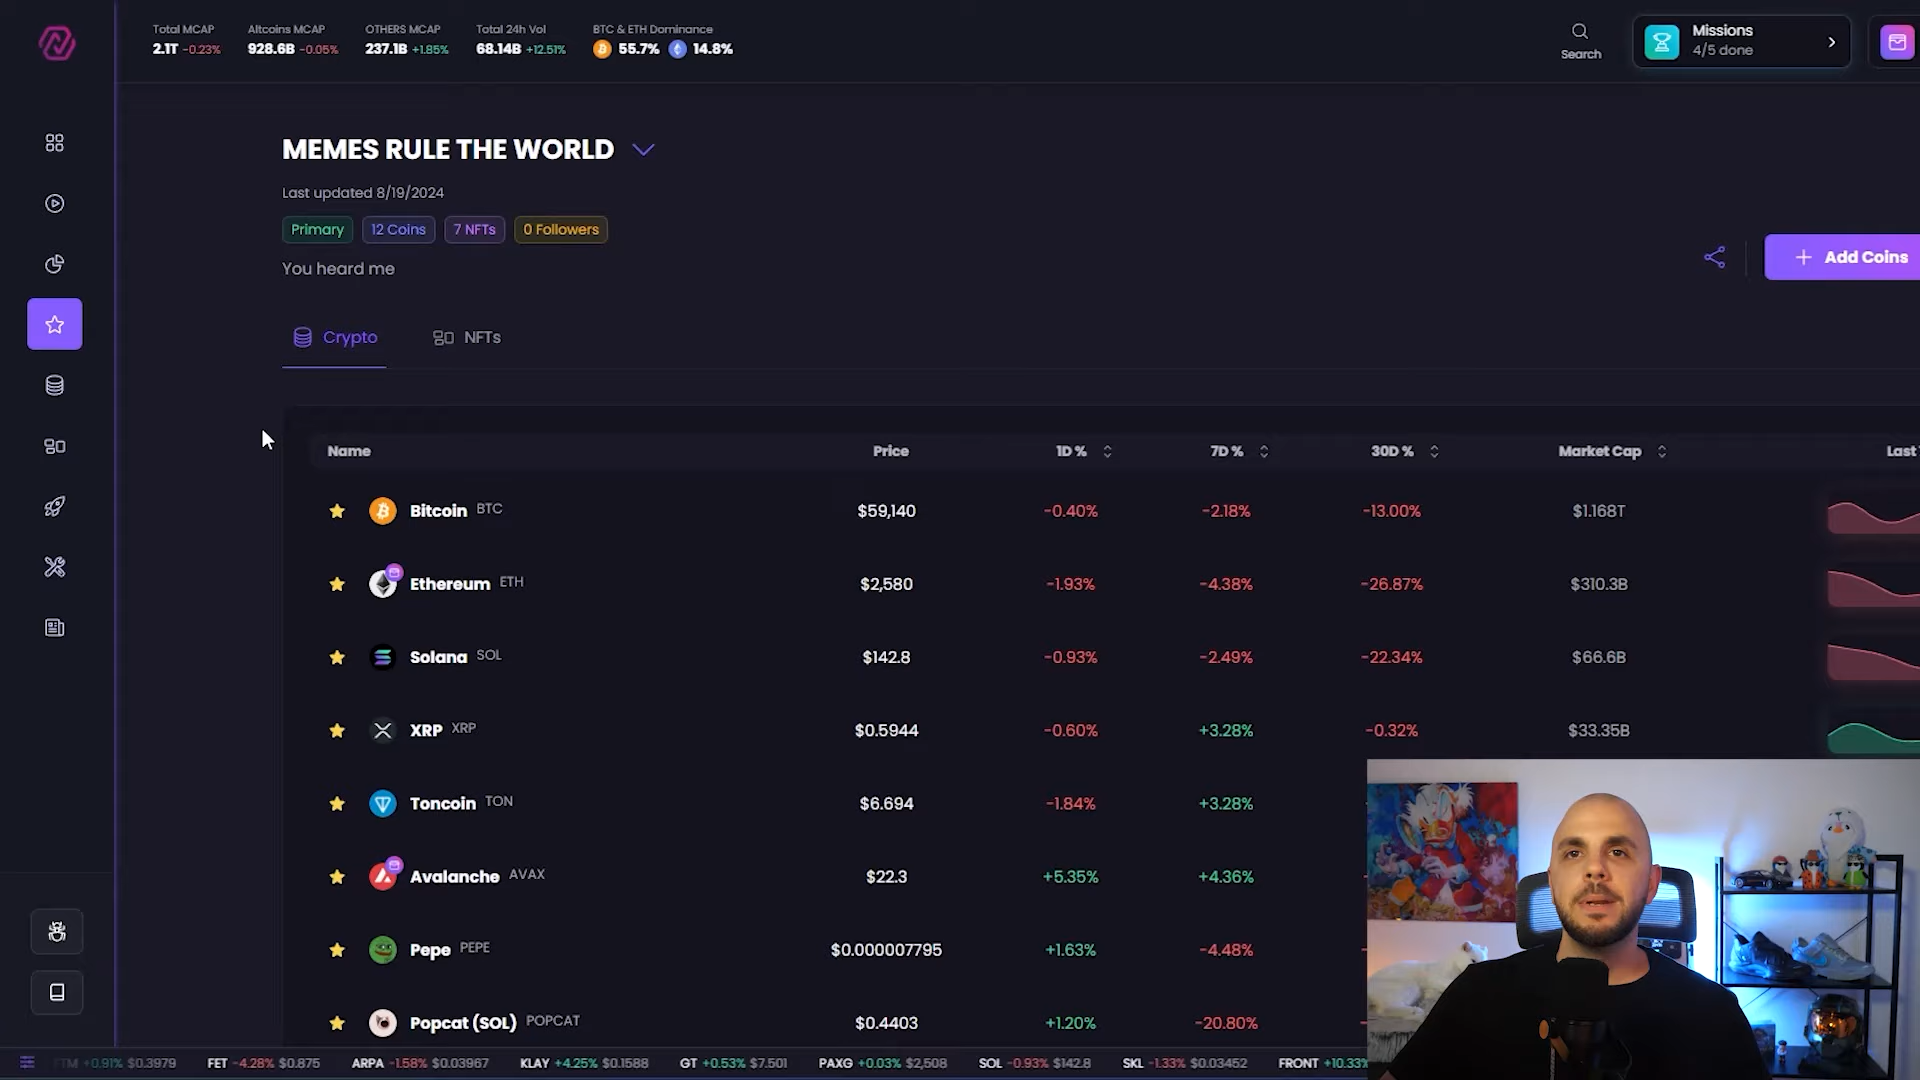 Total MCAP
2.1T -0.23%
Altcoins MCAP
928.6B -0.05%
OTHERS MCAP
237.1B +1.85%
Total 24h Vol
68.14B +12.51%
BTC & ETH Dominance
55.7% 14.8%
Search
Missions
4/5 done
MEMES RULE THE WORLD
Last updated 8/19/2024
Primary 12 Coins 7 NFTs 0 Followers
You heard me
+ Add Coins
Crypto NFTs
Name Price 1D % 7D % 30D % Market Cap Last
Bitcoin BTC $59,140 -0.40% -2.18% -13.00% $1.168T
Ethereum ETH $2,580 -1.93% -4.38% -26.87% $310.3B
Solana SOL $142.8 -0.93% -2.49% -22.34% $66.6B
XRP XRP $0.5944 -0.60% +3.28% -0.32% $33.35B
Toncoin TON $6.694 -1.84% +3.28%
Avalanche AVAX $22.3 +5.35% +4.36%
Pepe PEPE $0.000007795 +1.63% -4.48%
Popcat (SOL) POPCAT $0.4403 +1.20% -20.80%
FTM +0.91% $0.3979 FET -4.28% $0.875 ARPA -1.58% $0.03967 KLAY +4.25% $0.1588 GT +0.53% $7.501 PAXG +0.03% $2,508 SOL -0.93% $142.8 SKL -1.33% $0.03452 FRONT +10.33%